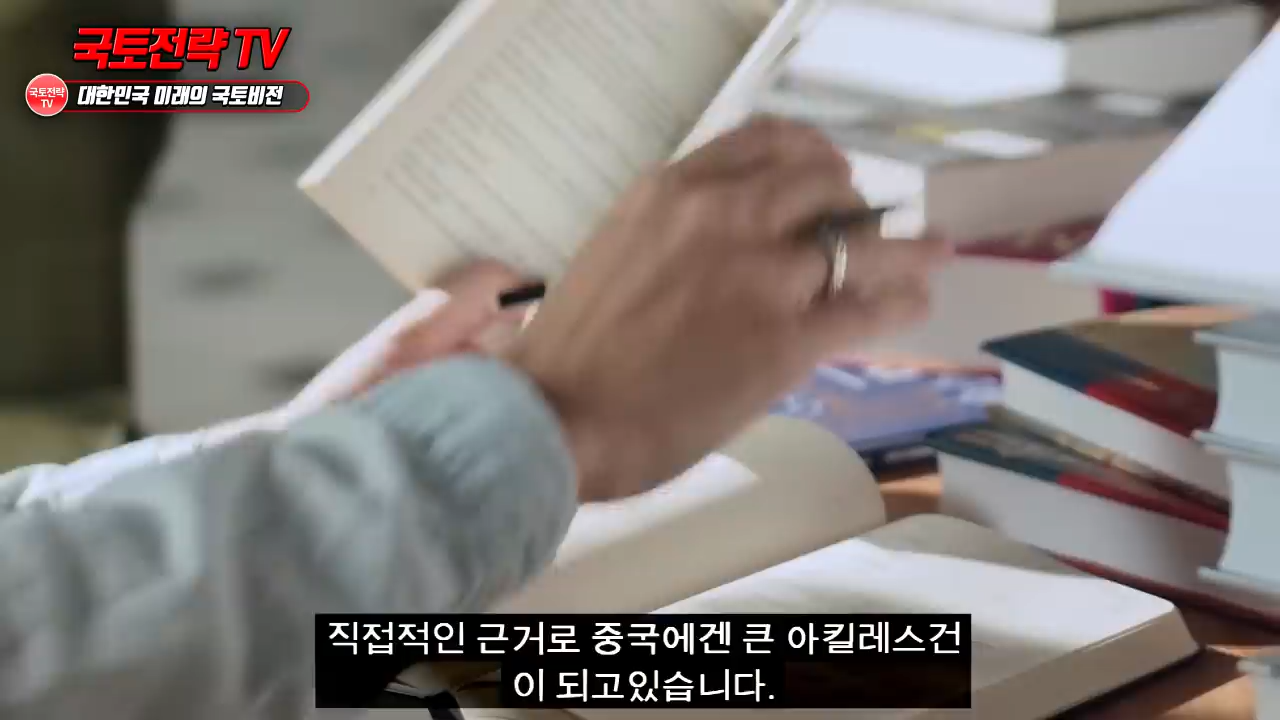 국토전략 TV
국토전략
TV
대한민국 미래의 국토비전
직접적인 근거로 중국에겐 큰 아킬레스건
이 되고있습니다.